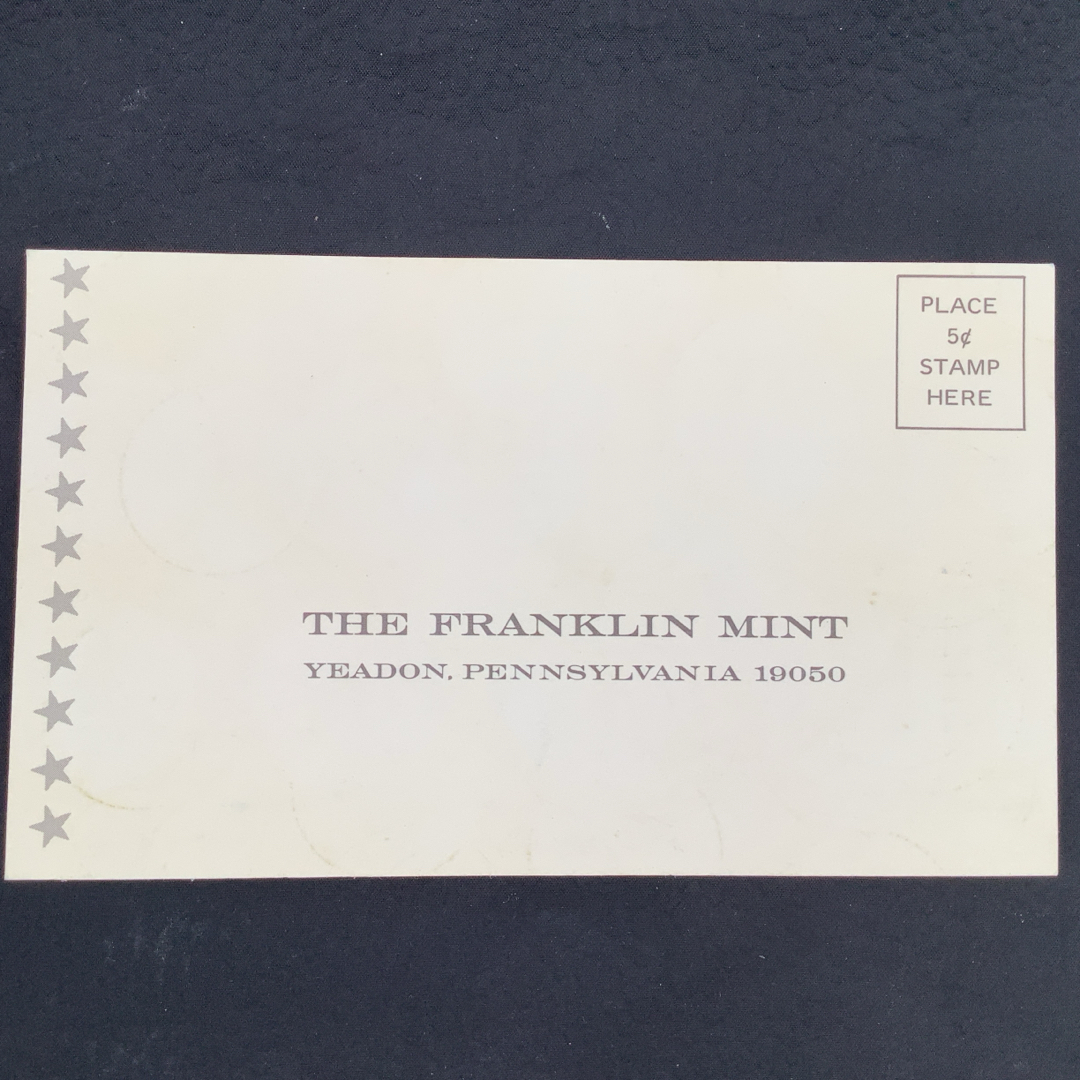 PLACE
5¢
STAMP
HERE
THE FRANKLIN MINT
YEADON, PENNSYLVANIA 19050